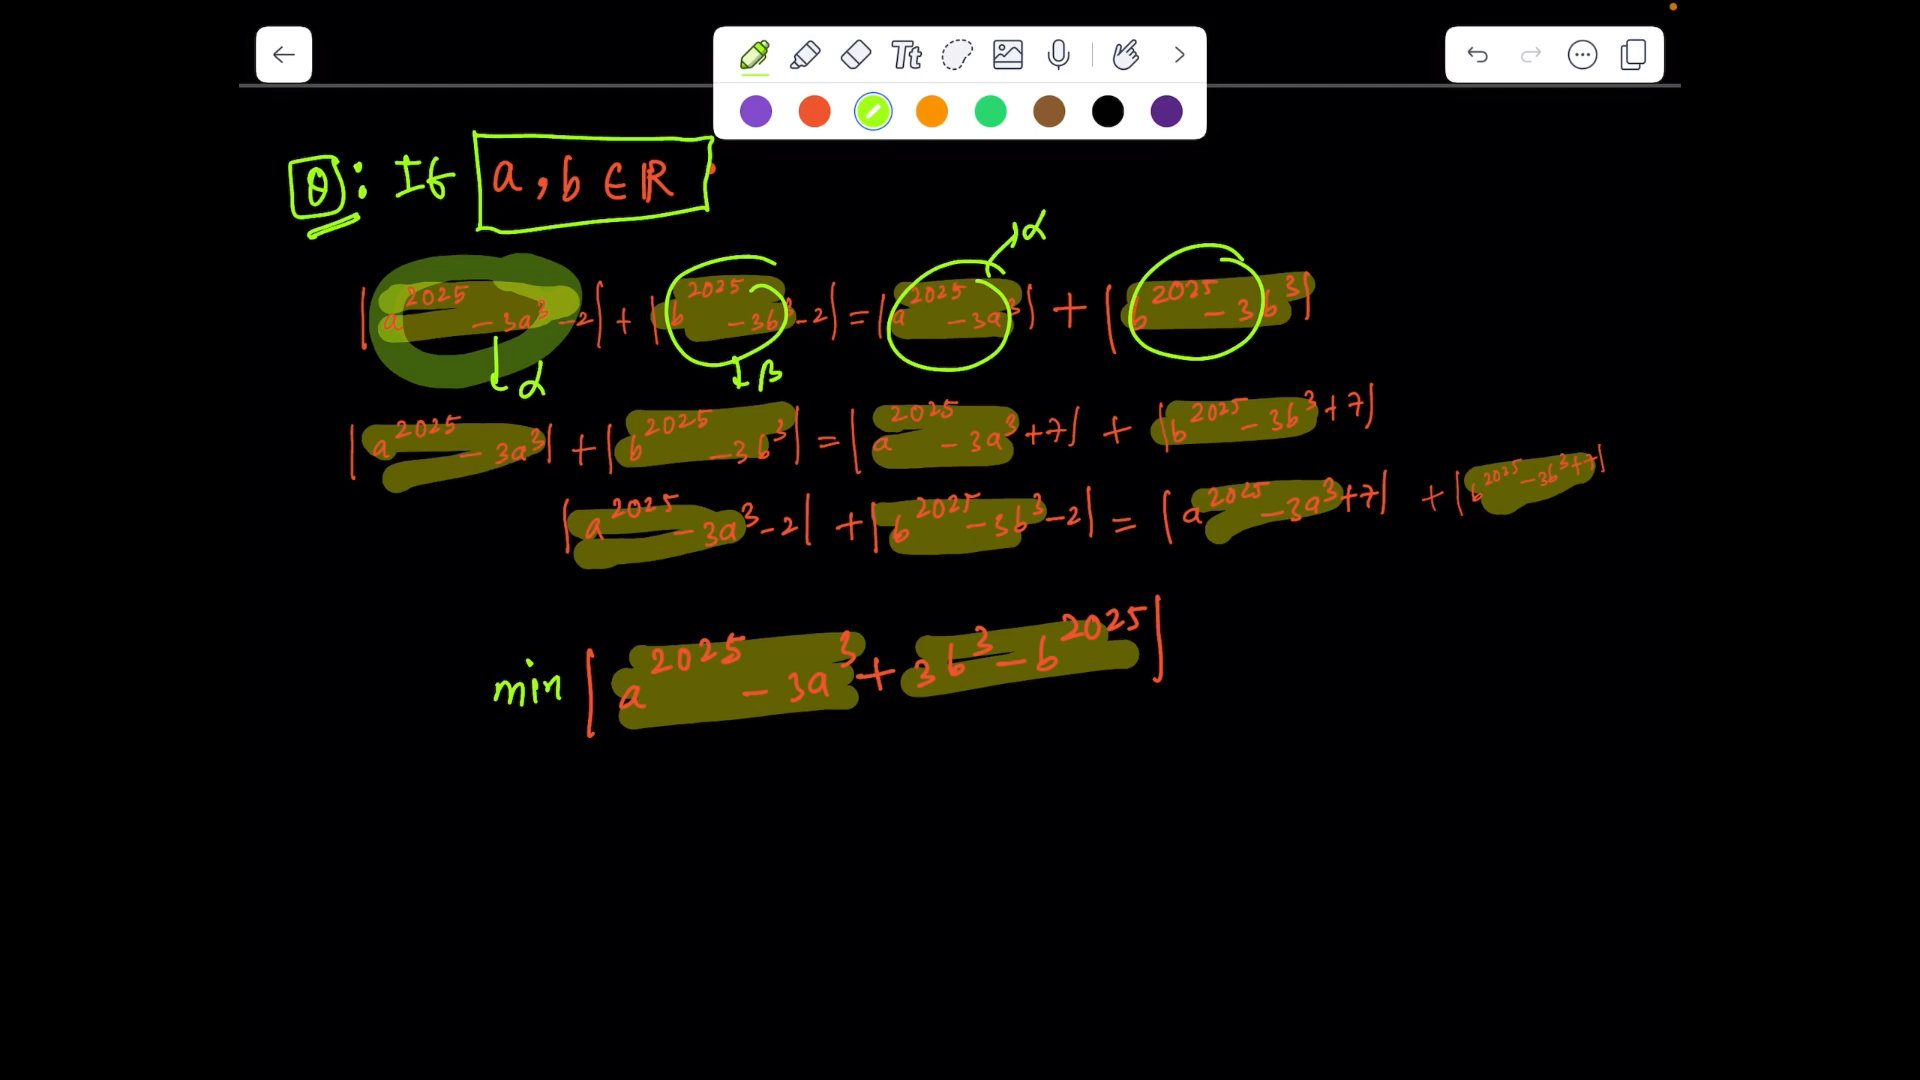 Tt
Q: If a, b ∈ ℝ
α
|a^2025 - 3a^3 - 2| + |b^2025 - 3b^3 - 2| = |a^2025 - 3a^3| + |b^2025 - 3b^3|
α β
|a^2025 - 3a^3| + |b^2025 - 3b^3| = |a^2025 - 3a^3 + 7| + |b^2025 - 3b^3 + 7|
|a^2025 - 3a^3 - 2| + |b^2025 - 3b^3 - 2| = |a^2025 - 3a^3 + 7| + |b^2025 - 3b^3 + 7|
min |a^2025 - 3a^3 + 3b^3 - b^2025|